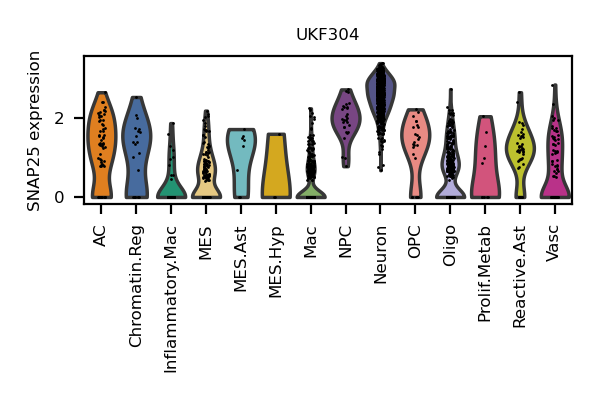 UKF304
SNAP25 expression
2
0
AC
Chromatin.Reg
Inflammatory.Mac
MES
MES.Ast
MES.Hyp
Mac
NPC
Neuron
OPC
Oligo
Prolif.Metab
Reactive.Ast
Vasc